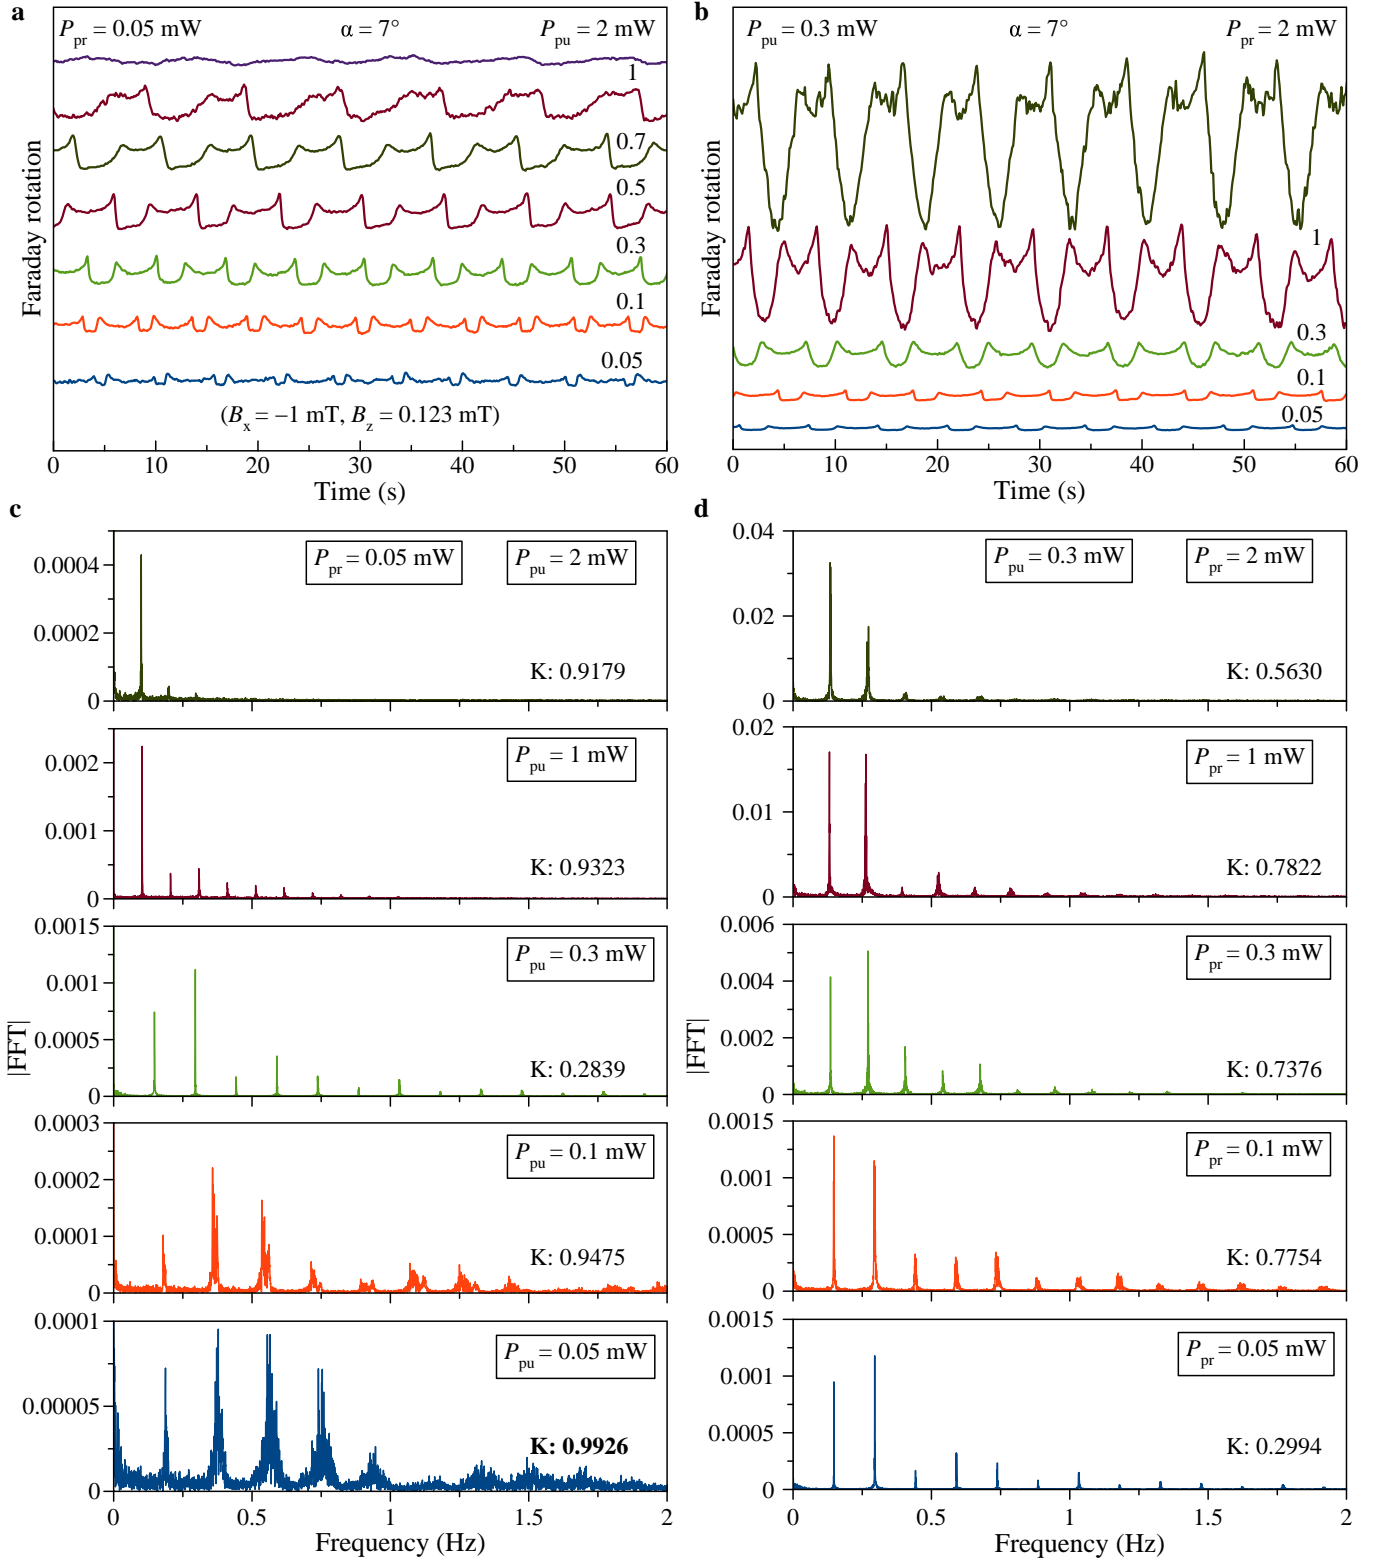 a
P_pr = 0.05 mW α = 7° P_pu = 2 mW
1
0.7
0.5
0.3
0.1
0.05
(B_x = –1 mT, B_z = 0.123 mT)
Faraday rotation
0 10 20 30 40 50 60
Time (s)
b
P_pu = 0.3 mW α = 7° P_pr = 2 mW
1
0.3
0.1
0.05
Faraday rotation
0 10 20 30 40 50 60
Time (s)
c
P_pr = 0.05 mW P_pu = 2 mW
0.0004
0.0002
K: 0.9179
0
P_pu = 1 mW
0.002
0.001
K: 0.9323
0
0.0015
P_pu = 0.3 mW
0.001
0.0005
K: 0.2839
0
|FFT|
0.0003
P_pu = 0.1 mW
0.0002
0.0001
K: 0.9475
0
0.0001
P_pu = 0.05 mW
0.00005
K: 0.9926
0
0 0.5 1 1.5 2
Frequency (Hz)
d
0.04
P_pu = 0.3 mW P_pr = 2 mW
0.02
K: 0.5630
0
0.02
P_pr = 1 mW
0.01
K: 0.7822
0
0.006
P_pr = 0.3 mW
0.004
0.002
K: 0.7376
0
|FFT|
0.0015
P_pr = 0.1 mW
0.001
0.0005
K: 0.7754
0
0.0015
P_pr = 0.05 mW
0.001
0.0005
K: 0.2994
0
0 0.5 1 1.5 2
Frequency (Hz)